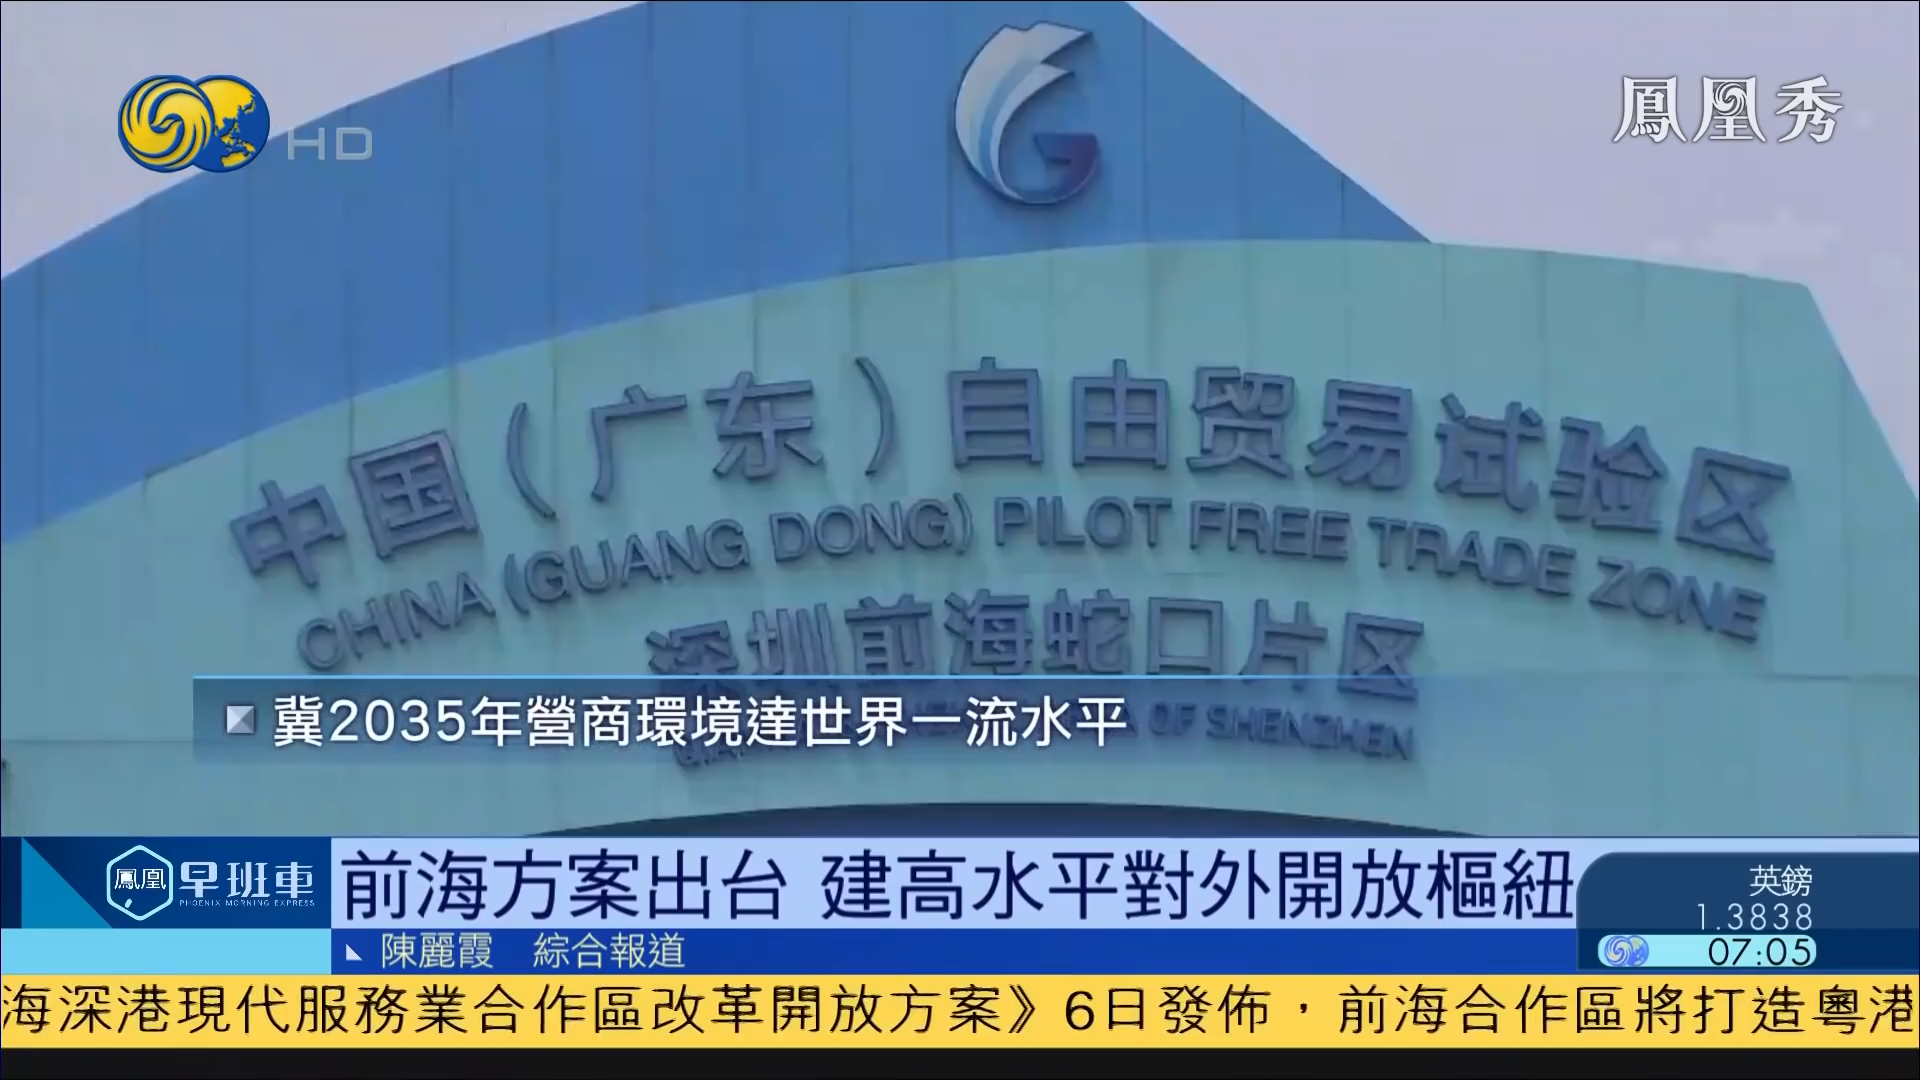 HD
鳳凰秀
中国（广东）自由贸易试验区
CHINA (GUANG DONG) PILOT FREE TRADE ZONE
深圳前海蛇口片区
OF SHENZHEN
冀2035年營商環境達世界一流水平
鳳凰 早班車
PHOENIX MORNING EXPRESS
前海方案出台 建高水平對外開放樞紐
陳麗霞 綜合報道
英鎊
1.3838
07:05
海深港現代服務業合作區改革開放方案》6日發佈，前海合作區將打造粵港